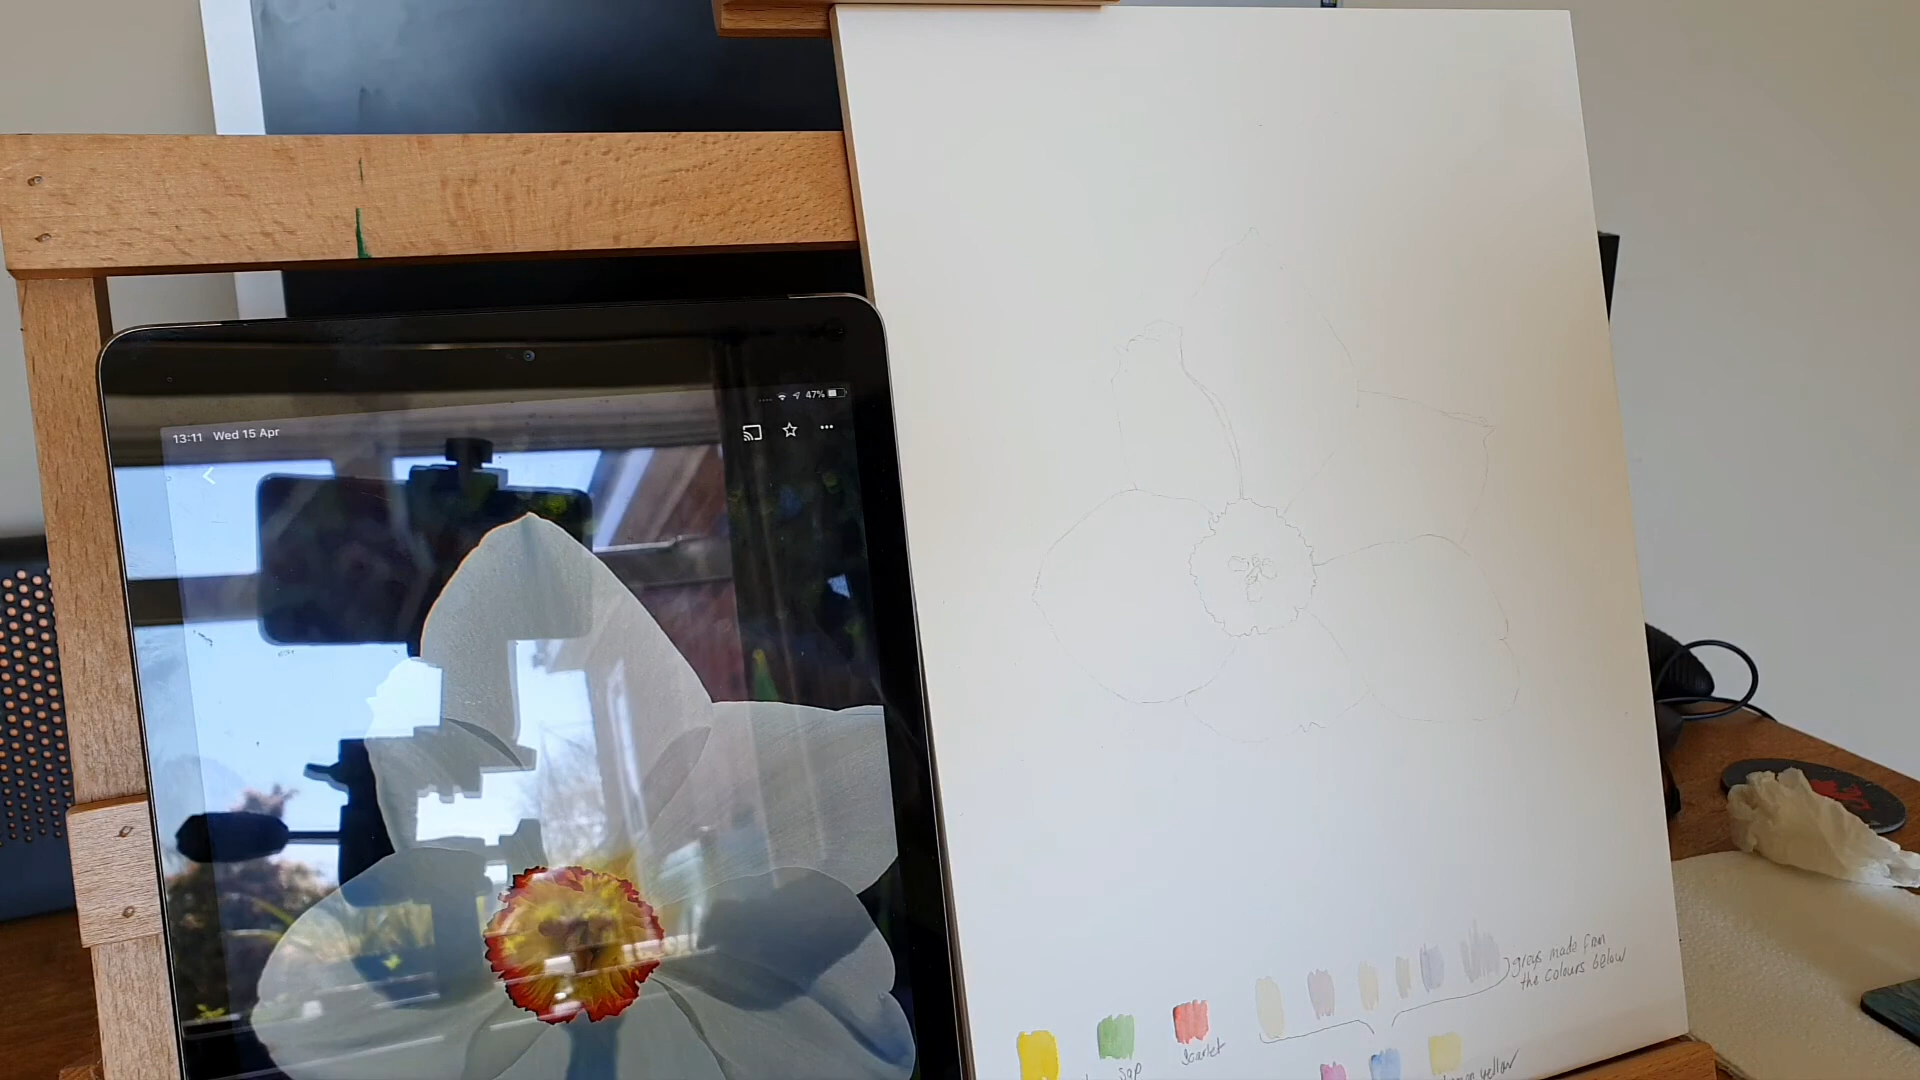 47%
13:11 Wed 15 Apr
greys made from
the colours below
Scarlet
Sap
yellow